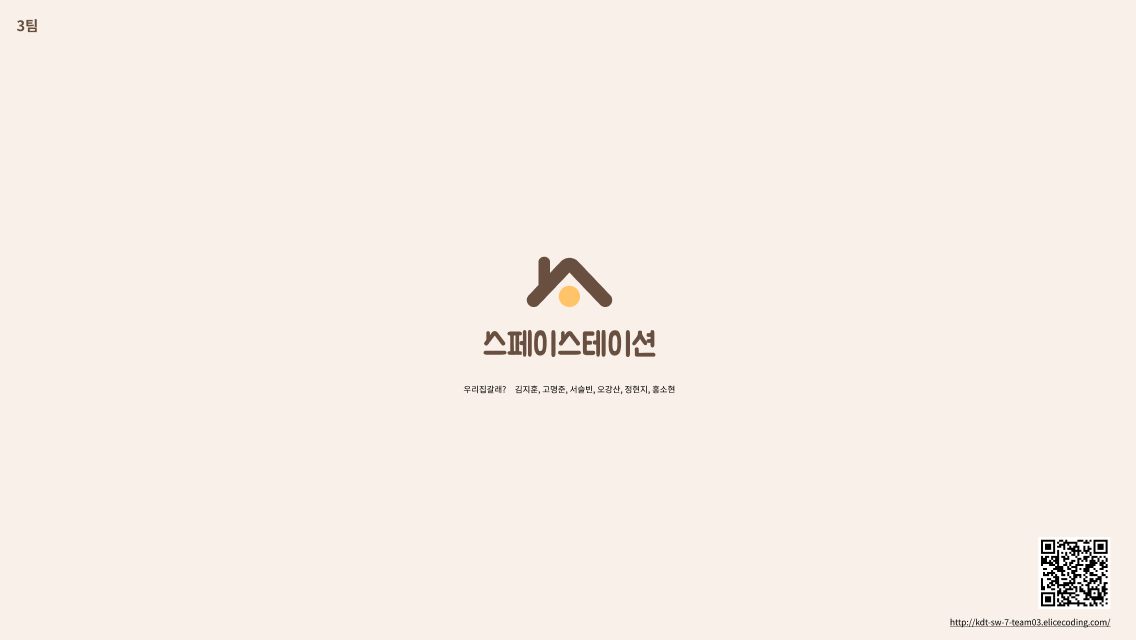 3팀
스페이스테이션
우리집갈래? 김지훈, 고명준, 서슬빈, 오강산, 정현지, 홍소현
http://kdt-sw-7-team03.elicecoding.com/